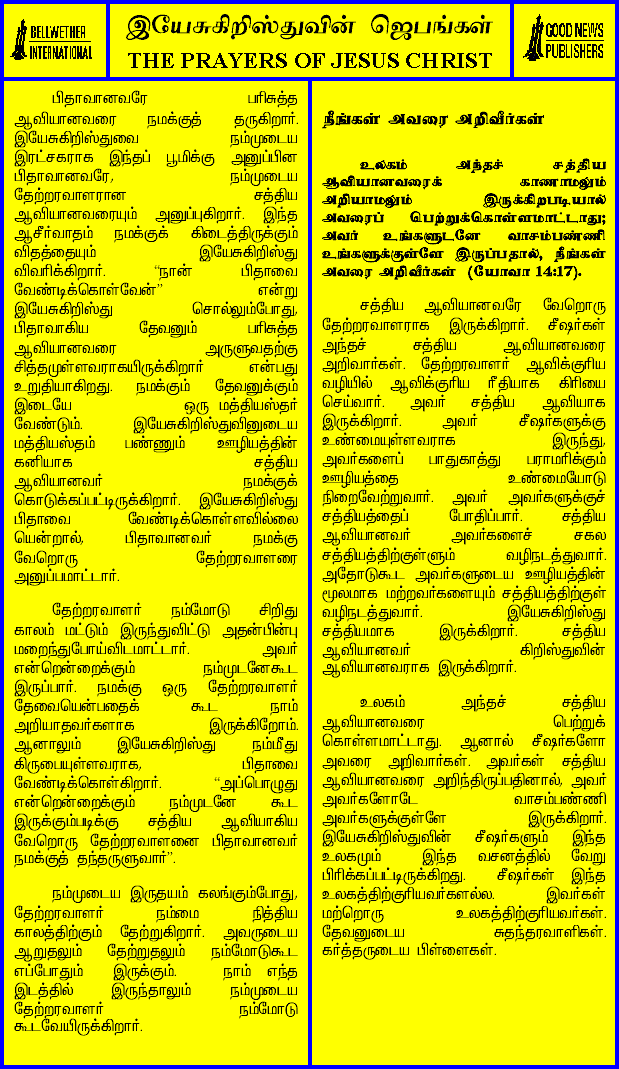 BELLWETHER
INTERNATIONAL
இயேசுகிறிஸ்துவின் ஜெபங்கள்
THE PRAYERS OF JESUS CHRIST
GOOD NEWS
PUBLISHERS
பிதாவானவரே பரிசுத்த
ஆவியானவரை நமக்குத் தருகிறார்.
இயேசுகிறிஸ்துவை நம்முடைய
இரட்சகராக இந்தப் பூமிக்கு அனுப்பின
பிதாவானவரே, நம்முடைய
தேற்றரவாளரான சத்திய
ஆவியானவரையும் அனுப்புகிறார். இந்த
ஆசீர்வாதம் நமக்குக் கிடைத்திருக்கும்
விதத்தையும் இயேசுகிறிஸ்து
விவரிக்கிறார். “நான் பிதாவை
வேண்டிக்கொள்வேன்” என்று
இயேசுகிறிஸ்து சொல்லும்போது,
பிதாவாகிய தேவனும் பரிசுத்த
ஆவியானவரை அருளுவதற்கு
சித்தமுள்ளவராகயிருக்கிறார் என்பது
உறுதியாகிறது. நமக்கும் தேவனுக்கும்
இடையே ஒரு மத்தியஸ்தர்
வேண்டும். இயேசுகிறிஸ்துவினுடைய
மத்தியஸ்தம் பண்ணும் ஊழியத்தின்
கனியாக சத்திய
ஆவியானவர் நமக்குக்
கொடுக்கப்பட்டிருக்கிறார். இயேசுகிறிஸ்து
பிதாவை வேண்டிக்கொள்ளவில்லை
யென்றால், பிதாவானவர் நமக்கு
வேறொரு தேற்றரவாளரை
அனுப்பமாட்டார்.
தேற்றரவாளர் நம்மோடு சிறிது
காலம் மட்டும் இருந்துவிட்டு அதன்பின்பு
மறைந்துபோய்விடமாட்டார். அவர்
என்றென்றைக்கும் நம்முடனேகூட
இருப்பார். நமக்கு ஒரு தேற்றரவாளர்
தேவையென்பதைக் கூட நாம்
அறியாதவர்களாக இருக்கிறோம்.
ஆனாலும் இயேசுகிறிஸ்து நம்மீது
கிருபையுள்ளவராக, பிதாவை
வேண்டிக்கொள்கிறார். “அப்பொழுது
என்றென்றைக்கும் நம்முடனே கூட
இருக்கும்படிக்கு சத்திய ஆவியாகிய
வேறொரு தேற்றரவாளனை பிதாவானவர்
நமக்குத் தந்தருளுவார்”.
நம்முடைய இருதயம் கலங்கும்போது,
தேற்றரவாளர் நம்மை நித்திய
காலத்திற்கும் தேற்றுகிறார். அவருடைய
ஆறுதலும் தேற்றுதலும் நம்மோடுகூட
எப்போதும் இருக்கும். நாம் எந்த
இடத்தில் இருந்தாலும் நம்முடைய
தேற்றரவாளர் நம்மோடு
கூடவேயிருக்கிறார்.
நீங்கள் அவரை அறிவீர்கள்
உலகம் அந்தச் சத்திய
ஆவியானவரைக் காணாமலும்
அறியாமலும் இருக்கிறபடியால்
அவரைப் பெற்றுக்கொள்ளமாட்டாது;
அவர் உங்களுடனே வாசம்பண்ணி
உங்களுக்குள்ளே இருப்பதால், நீங்கள்
அவரை அறிவீர்கள் (யோவா 14:17).
சத்திய ஆவியானவரே வேறொரு
தேற்றரவாளராக இருக்கிறார். சீஷர்கள்
அந்தச் சத்திய ஆவியானவரை
அறிவார்கள். தேற்றரவாளர் ஆவிக்குரிய
வழியில் ஆவிக்குரிய ரீதியாக கிரியை
செய்வார். அவர் சத்திய ஆவியாக
இருக்கிறார். அவர் சீஷர்களுக்கு
உண்மையுள்ளவராக இருந்து,
அவர்களைப் பாதுகாத்து பராமரிக்கும்
ஊழியத்தை உண்மையோடு
நிறைவேற்றுவார். அவர் அவர்களுக்குச்
சத்தியத்தைப் போதிப்பார். சத்திய
ஆவியானவர் அவர்களைச் சகல
சத்தியத்திற்குள்ளும் வழிநடத்துவார்.
அதோடுகூட அவர்களுடைய ஊழியத்தின்
மூலமாக மற்றவர்களையும் சத்தியத்திற்குள்
வழிநடத்துவார். இயேசுகிறிஸ்து
சத்தியமாக இருக்கிறார். சத்திய
ஆவியானவர் கிறிஸ்துவின்
ஆவியானவராக இருக்கிறார்.
உலகம் அந்தச் சத்திய
ஆவியானவரை பெற்றுக்
கொள்ளமாட்டாது. ஆனால் சீஷர்களோ
அவரை அறிவார்கள். அவர்கள் சத்திய
ஆவியானவரை அறிந்திருப்பதினால், அவர்
அவர்களோடே வாசம்பண்ணி
அவர்களுக்குள்ளே இருக்கிறார்.
இயேசுகிறிஸ்துவின் சீஷர்களும் இந்த
உலகமும் இந்த வசனத்தில் வேறு
பிரிக்கப்பட்டிருக்கிறது. சீஷர்கள் இந்த
உலகத்திற்குரியவர்களல்ல. இவர்கள்
மற்றொரு உலகத்திற்குரியவர்கள்.
தேவனுடைய சுதந்தரவாளிகள்.
கர்த்தருடைய பிள்ளைகள்.